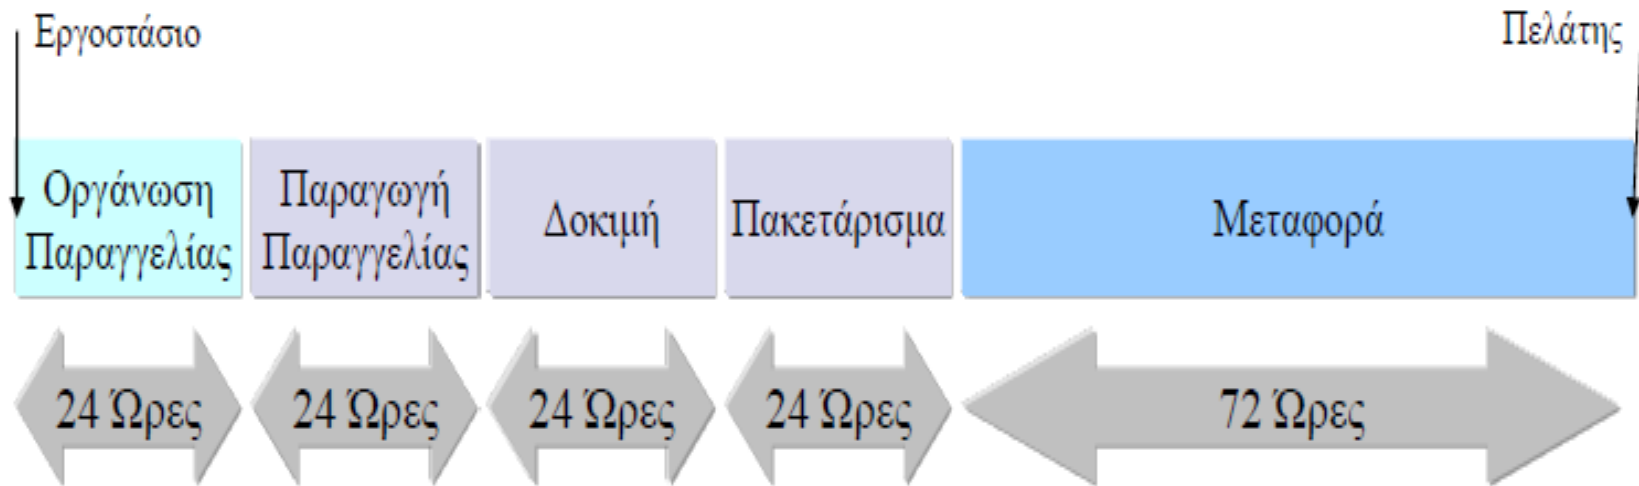 Εργοστάσιο
Πελάτης
Οργάνωση
Παραγγελίας
Παραγωγή
Παραγγελίας
Δοκιμή
Πακετάρισμα
Μεταφορά
24 Ώρες
24 Ώρες
24 Ώρες
24 Ώρες
72 Ώρες